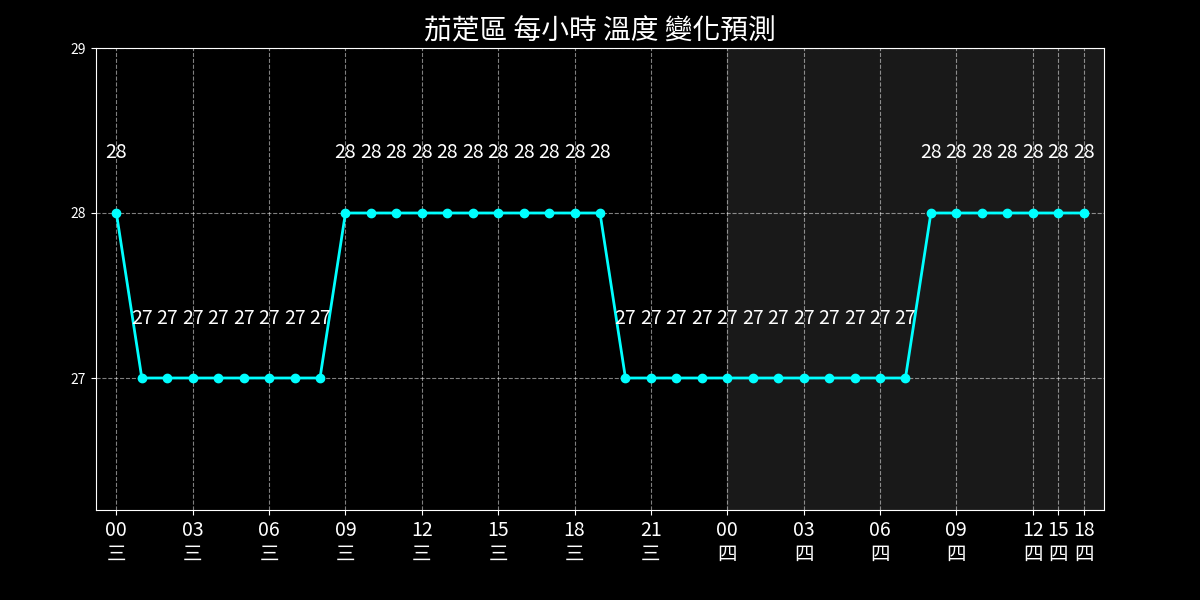 茄萣區 每小時 溫度 變化預測
29
28 28 28 28 28 28 28 28 28 28 28 28 28 28 28 28 28 28 28
28
27 27 27 27 27 27 27 27 27 27 27 27 27 27 27 27 27 27 27 27
27
00 03 06 09 12 15 18 21 00 03 06 09 12 15 18
三 三 三 三 三 三 三 三 四 四 四 四 四 四 四